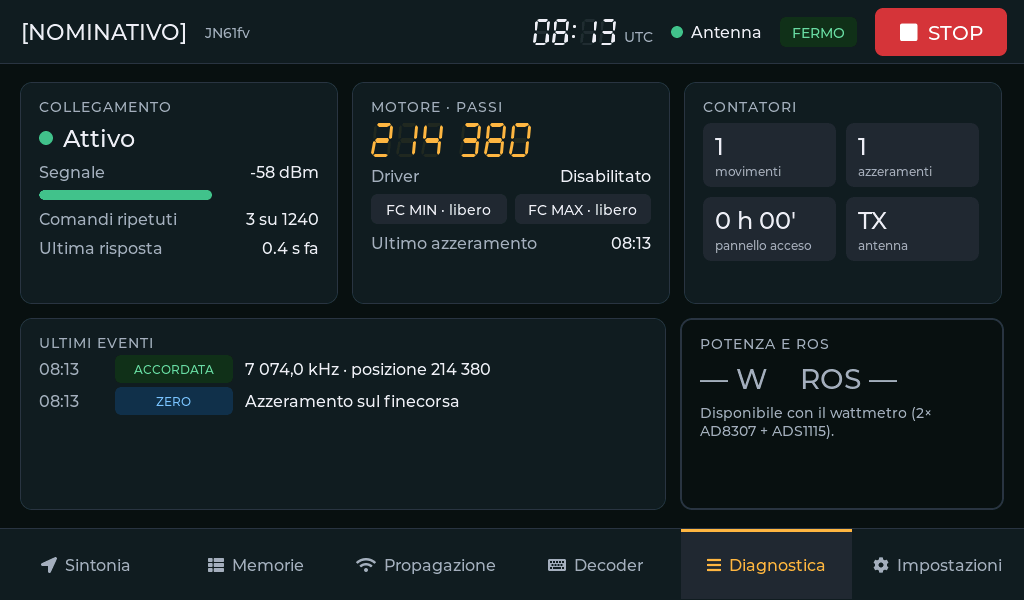 [NOMINATIVO] JN61fv 08:13 UTC Antenna FERMO STOP
COLLEGAMENTO
Attivo
Segnale -58 dBm
Comandi ripetuti 3 su 1240
Ultima risposta 0.4 s fa
MOTORE · PASSI
214 380
Driver Disabilitato
FC MIN · libero FC MAX · libero
Ultimo azzeramento 08:13
CONTATORI
1 1
movimenti azzeramenti
0 h 00' TX
pannello acceso antenna
ULTIMI EVENTI
08:13 ACCORDATA 7 074,0 kHz · posizione 214 380
08:13 ZERO Azzeramento sul finecorsa
POTENZA E ROS
— W ROS —
Disponibile con il wattmetro (2×
AD8307 + ADS1115).
Sintonia Memorie Propagazione Decoder Diagnostica Impostazioni